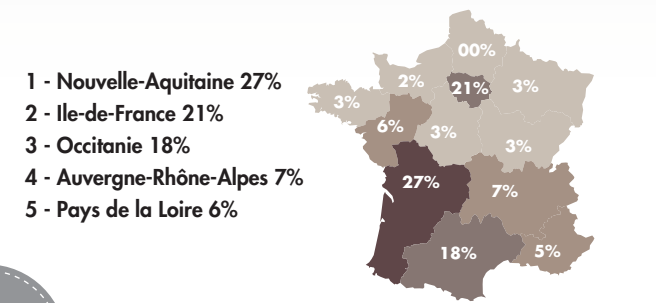 1 - Nouvelle-Aquitaine 27%
2 - Ile-de-France 21%
3 - Occitanie 18%
4 - Auvergne-Rhône-Alpes 7%
5 - Pays de la Loire 6%
00%
2%
21%
3%
3%
6%
3%
3%
27%
7%
18%
5%